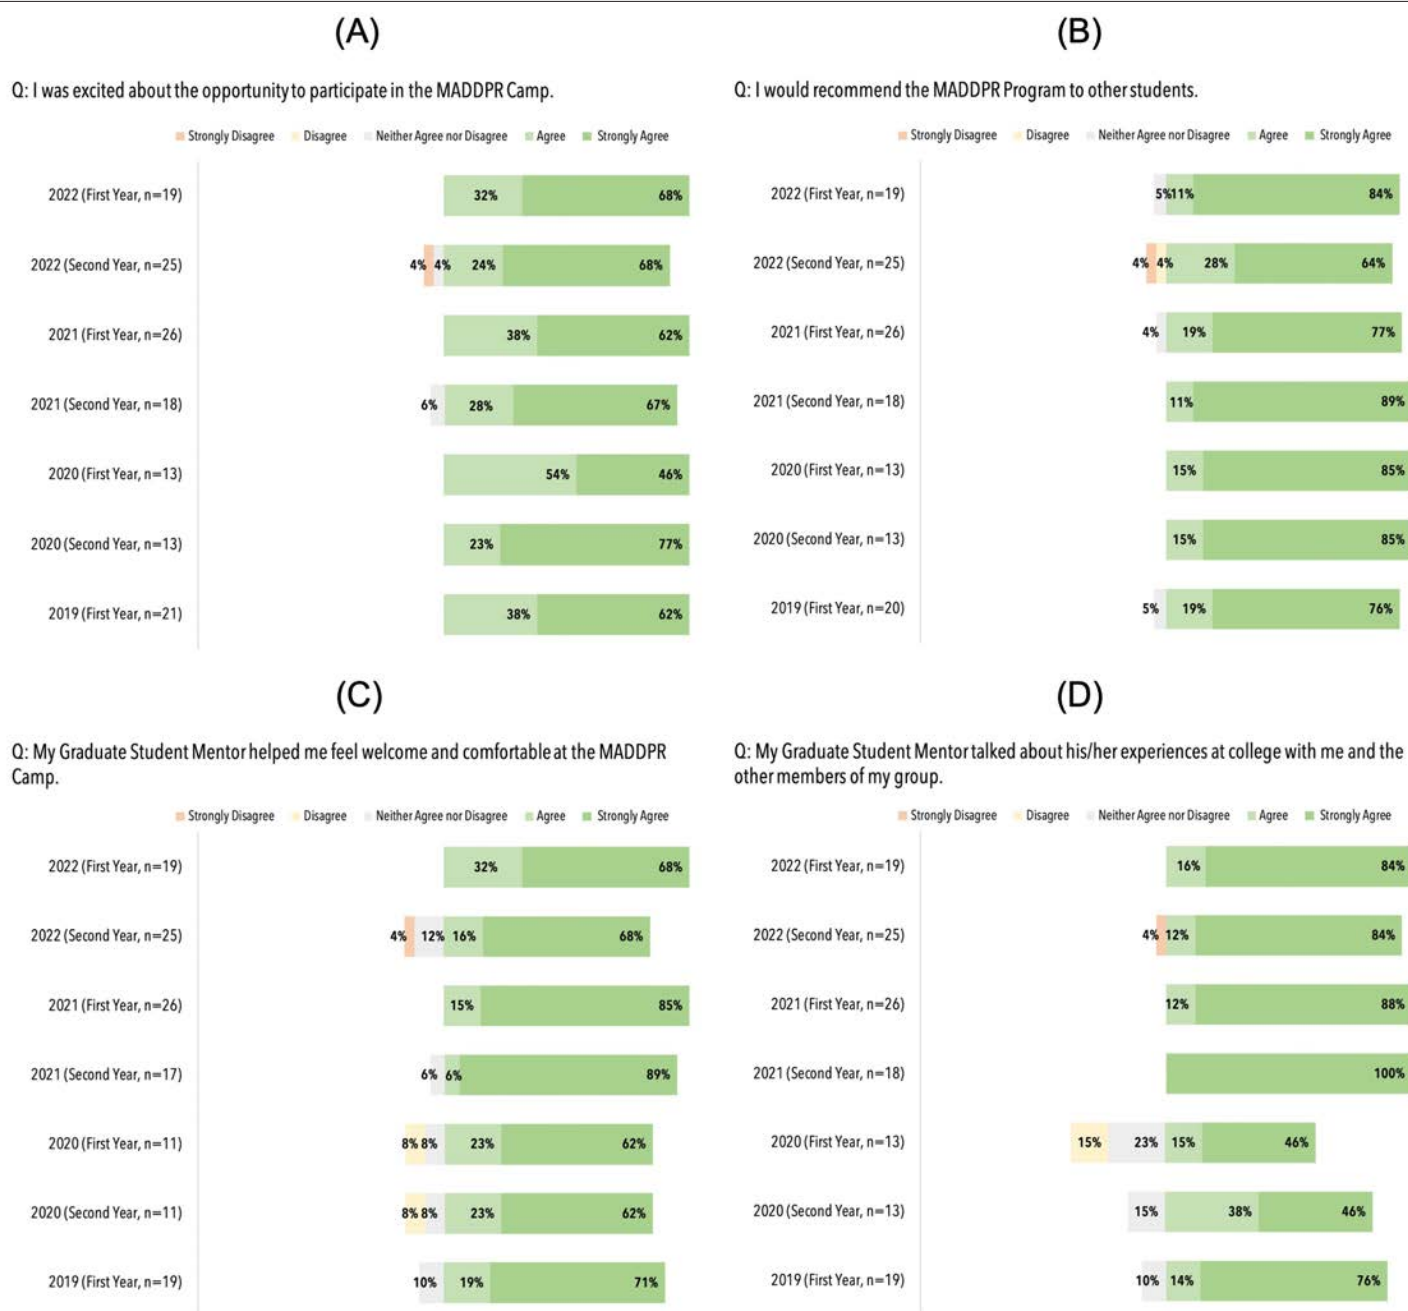 (A)
Q: I was excited about the opportunity to participate in the MADDPR Camp.
Strongly Disagree Disagree Neither Agree nor Disagree Agree Strongly Agree
2022 (First Year, n=19) 32% 68%
2022 (Second Year, n=25) 4% 4% 24% 68%
2021 (First Year, n=26) 38% 62%
2021 (Second Year, n=18) 6% 28% 67%
2020 (First Year, n=13) 54% 46%
2020 (Second Year, n=13) 23% 77%
2019 (First Year, n=21) 38% 62%
(B)
Q: I would recommend the MADDPR Program to other students.
Strongly Disagree Disagree Neither Agree nor Disagree Agree Strongly Agree
2022 (First Year, n=19) 5% 11% 84%
2022 (Second Year, n=25) 4% 4% 28% 64%
2021 (First Year, n=26) 4% 19% 77%
2021 (Second Year, n=18) 11% 89%
2020 (First Year, n=13) 15% 85%
2020 (Second Year, n=13) 15% 85%
2019 (First Year, n=20) 5% 19% 76%
(C)
Q: My Graduate Student Mentor helped me feel welcome and comfortable at the MADDPR
Camp.
Strongly Disagree Disagree Neither Agree nor Disagree Agree Strongly Agree
2022 (First Year, n=19) 32% 68%
2022 (Second Year, n=25) 4% 12% 16% 68%
2021 (First Year, n=26) 15% 85%
2021 (Second Year, n=17) 6% 6% 89%
2020 (First Year, n=11) 8% 8% 23% 62%
2020 (Second Year, n=11) 8% 8% 23% 62%
2019 (First Year, n=19) 10% 19% 71%
(D)
Q: My Graduate Student Mentor talked about his/her experiences at college with me and the
other members of my group.
Strongly Disagree Disagree Neither Agree nor Disagree Agree Strongly Agree
2022 (First Year, n=19) 16% 84%
2022 (Second Year, n=25) 4% 12% 84%
2021 (First Year, n=26) 12% 88%
2021 (Second Year, n=18) 100%
2020 (First Year, n=13) 15% 23% 15% 46%
2020 (Second Year, n=13) 15% 38% 46%
2019 (First Year, n=19) 10% 14% 76%